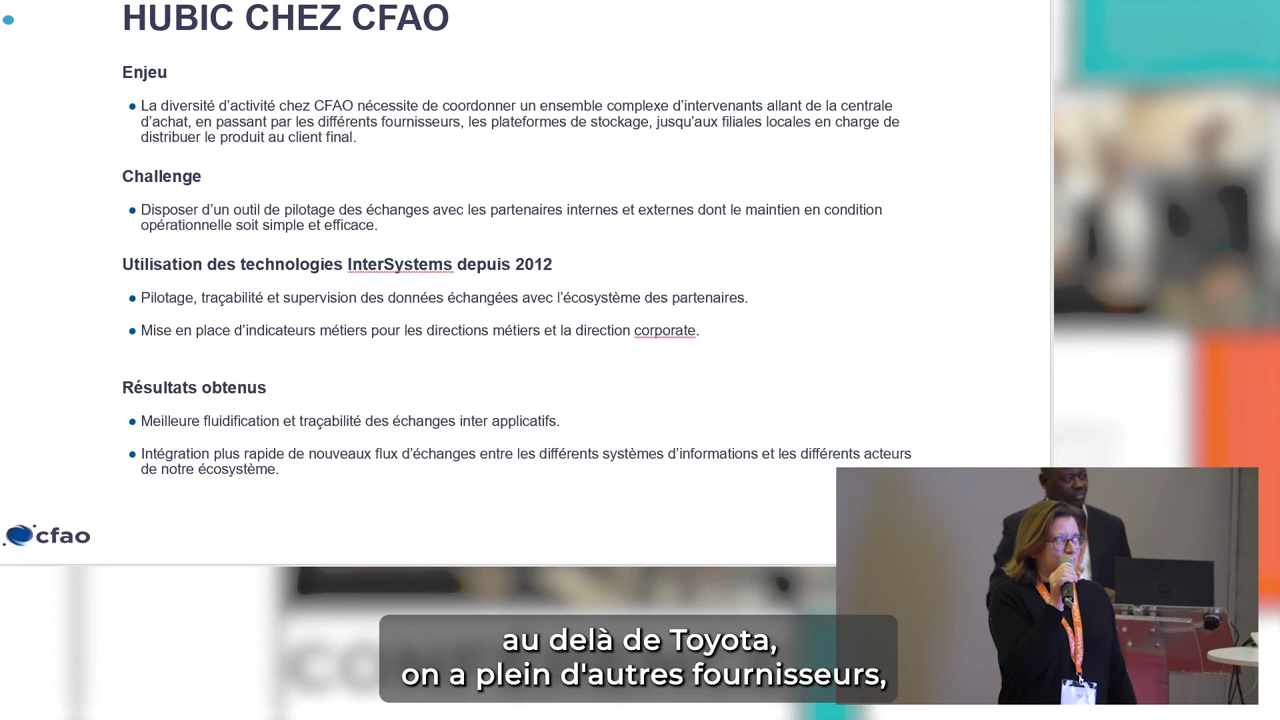 HUBIC CHEZ CFAO
Enjeu
● La diversité d’activité chez CFAO nécessite de coordonner un ensemble complexe d’intervenants allant de la centrale
d’achat, en passant par les différents fournisseurs, les plateformes de stockage, jusqu’aux filiales locales en charge de
distribuer le produit au client final.
Challenge
● Disposer d’un outil de pilotage des échanges avec les partenaires internes et externes dont le maintien en condition
opérationnelle soit simple et efficace.
Utilisation des technologies InterSystems depuis 2012
● Pilotage, traçabilité et supervision des données échangées avec l’écosystème des partenaires.
● Mise en place d’indicateurs métiers pour les directions métiers et la direction corporate.
Résultats obtenus
● Meilleure fluidification et traçabilité des échanges inter applicatifs.
● Intégration plus rapide de nouveaux flux d’échanges entre les différents systèmes d’informations et les différents acteurs
de notre écosystème.
cfao
au delà de Toyota,
on a plein d'autres fournisseurs,